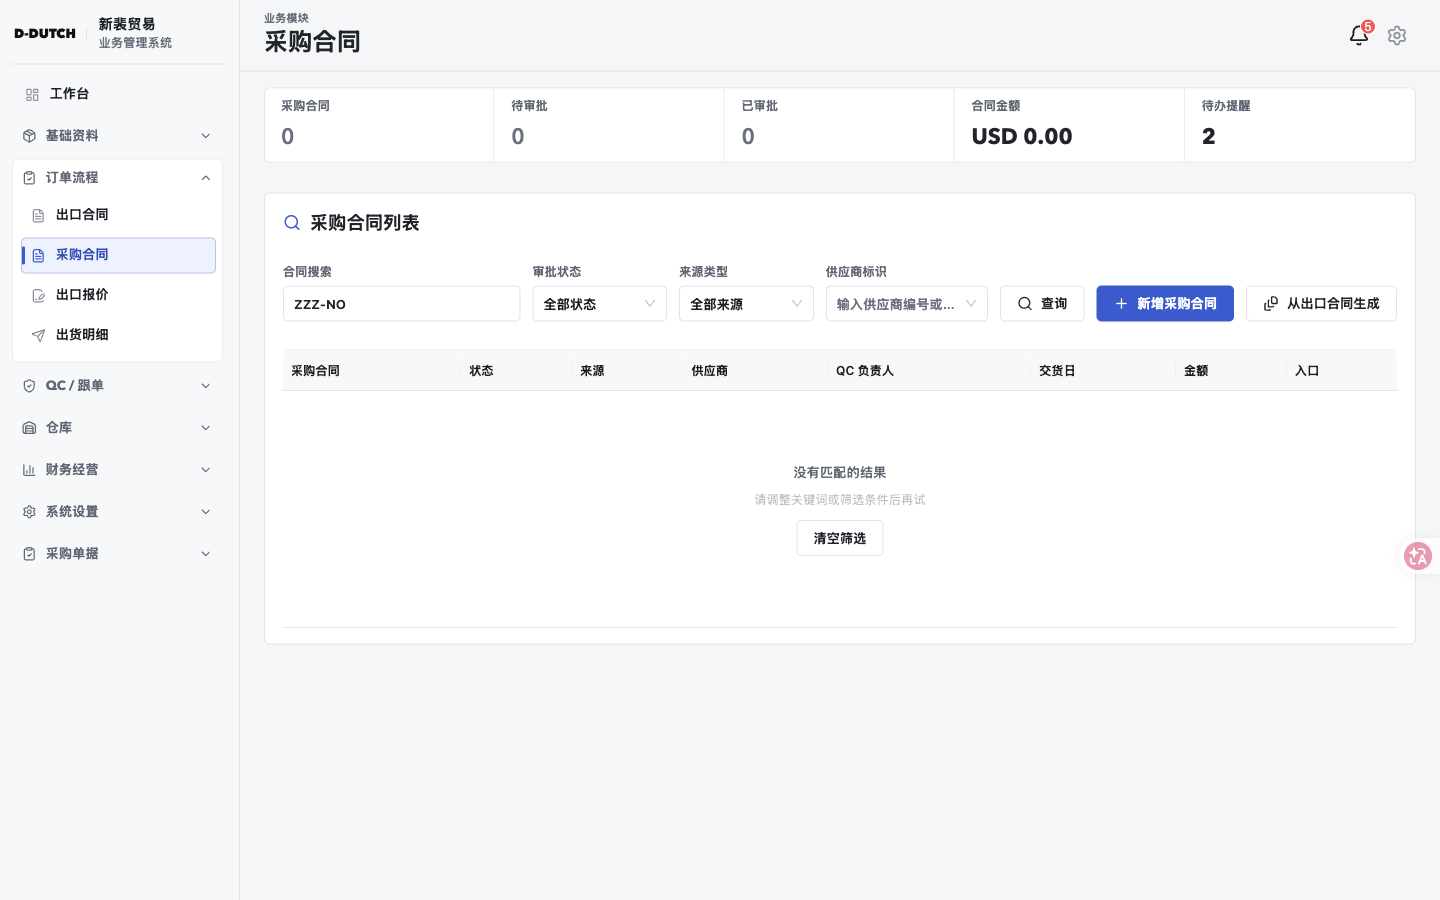 D-DUTCH
新裴贸易
业务管理系统
工作台
基础资料
订单流程
出口合同
采购合同
出口报价
出货明细
QC / 跟单
仓库
财务经营
系统设置
采购单据
业务模块
采购合同
5
采购合同
0
待审批
0
已审批
0
合同金额
USD 0.00
待办提醒
2
采购合同列表
合同搜索
ZZZ-NO
审批状态
全部状态
来源类型
全部来源
供应商标识
输入供应商编号或...
查询
新增采购合同
从出口合同生成
采购合同 状态 来源 供应商 QC 负责人 交货日 金额 入口
没有匹配的结果
请调整关键词或筛选条件后再试
清空筛选